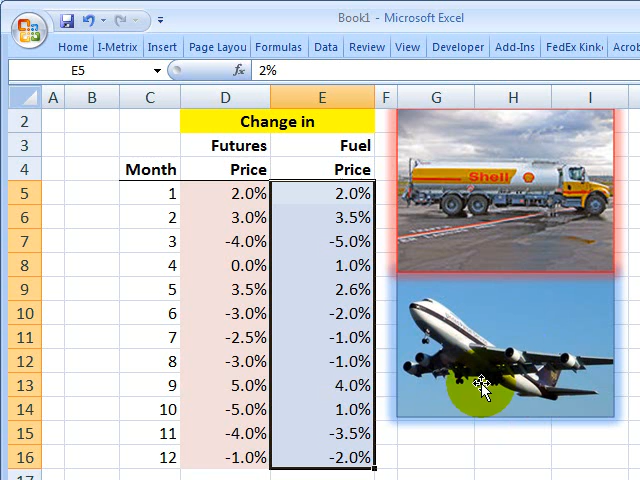 Book1 - Microsoft Excel
Home I-Metrix Insert Page Layou Formulas Data Review View Developer Add-Ins FedEx Kink Acrob
E5 fx 2%
A B C D E F G H I
2 Change in
3 Futures Fuel
4 Month Price Price
5 1 2.0% 2.0%
6 2 3.0% 3.5%
7 3 -4.0% -5.0%
8 4 0.0% 1.0%
9 5 3.5% 2.6%
10 6 -3.0% -2.0%
11 7 -2.5% -1.0%
12 8 -3.0% -1.0%
13 9 5.0% 4.0%
14 10 -5.0% 1.0%
15 11 -4.0% -3.5%
16 12 -1.0% -2.0%
Shell